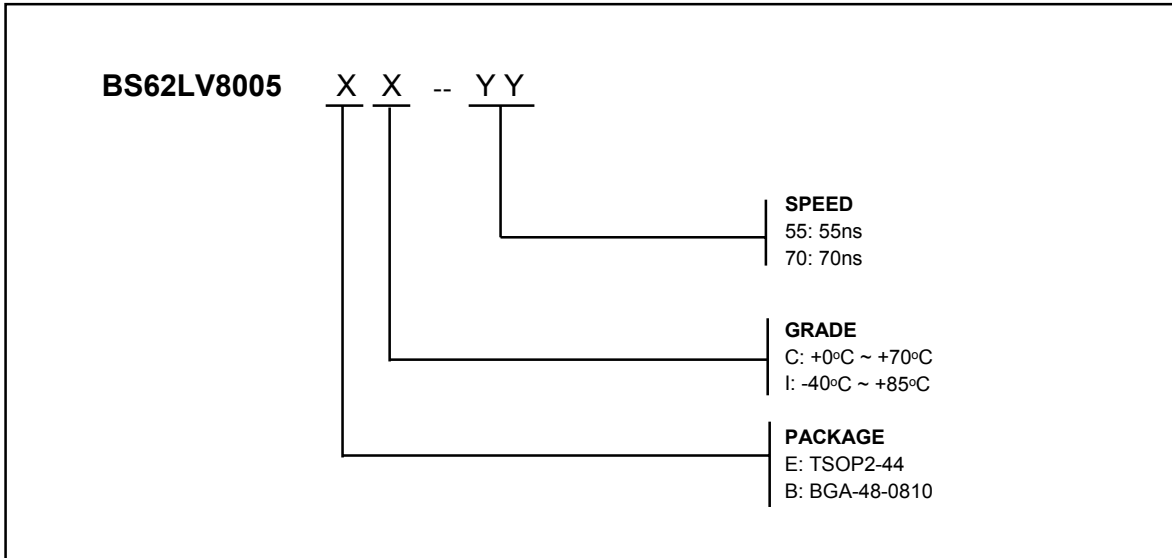 BS62LV8005 X X -- Y Y
SPEED
55: 55ns
70: 70ns
GRADE
C: +0oC ~ +70oC
I: -40oC ~ +85oC
PACKAGE
E: TSOP2-44
B: BGA-48-0810